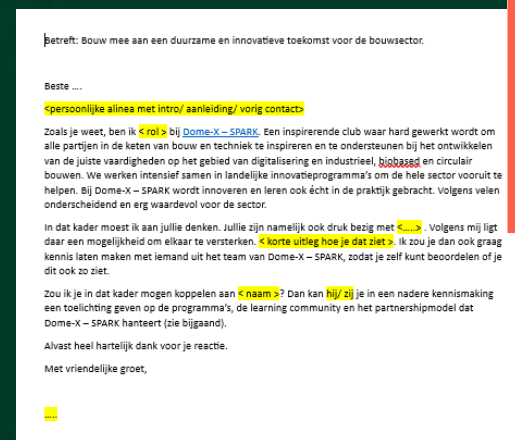 Betreft: Bouw mee aan een duurzame en innovatieve toekomst voor de bouwsector.
Beste ....
<persoonlijke alinea met intro/ aanleiding/ vorig contact>
Zoals je weet, ben ik < rol > bij Dome-X – SPARK. Een inspirerende club waar hard gewerkt wordt om
alle partijen in de keten van bouw en techniek te inspireren en te ondersteunen bij het ontwikkelen
van de juiste vaardigheden op het gebied van digitalisering en industrieel, biobased en circulair
bouwen. We werken intensief samen in landelijke innovatieprogramma's om de hele sector vooruit te
helpen. Bij Dome-X – SPARK wordt innoveren en leren ook écht in de praktijk gebracht. Volgens velen
onderscheidend en erg waardevol voor de sector.
In dat kader moest ik aan jullie denken. Jullie zijn namelijk ook druk bezig met <.....> . Volgens mij ligt
daar een mogelijkheid om elkaar te versterken. < korte uitleg hoe je dat ziet >. Ik zou je dan ook graag
kennis laten maken met iemand uit het team van Dome-X – SPARK, zodat je zelf kunt beoordelen of je
dit ook zo ziet.
Zou ik je in dat kader mogen koppelen aan < naam >? Dan kan hij/ zij je in een nadere kennismaking
een toelichting geven op de programma's, de learning community en het partnershipmodel dat
Dome-X – SPARK hanteert (zie bijgaand).
Alvast heel hartelijk dank voor je reactie.
Met vriendelijke groet,
.....